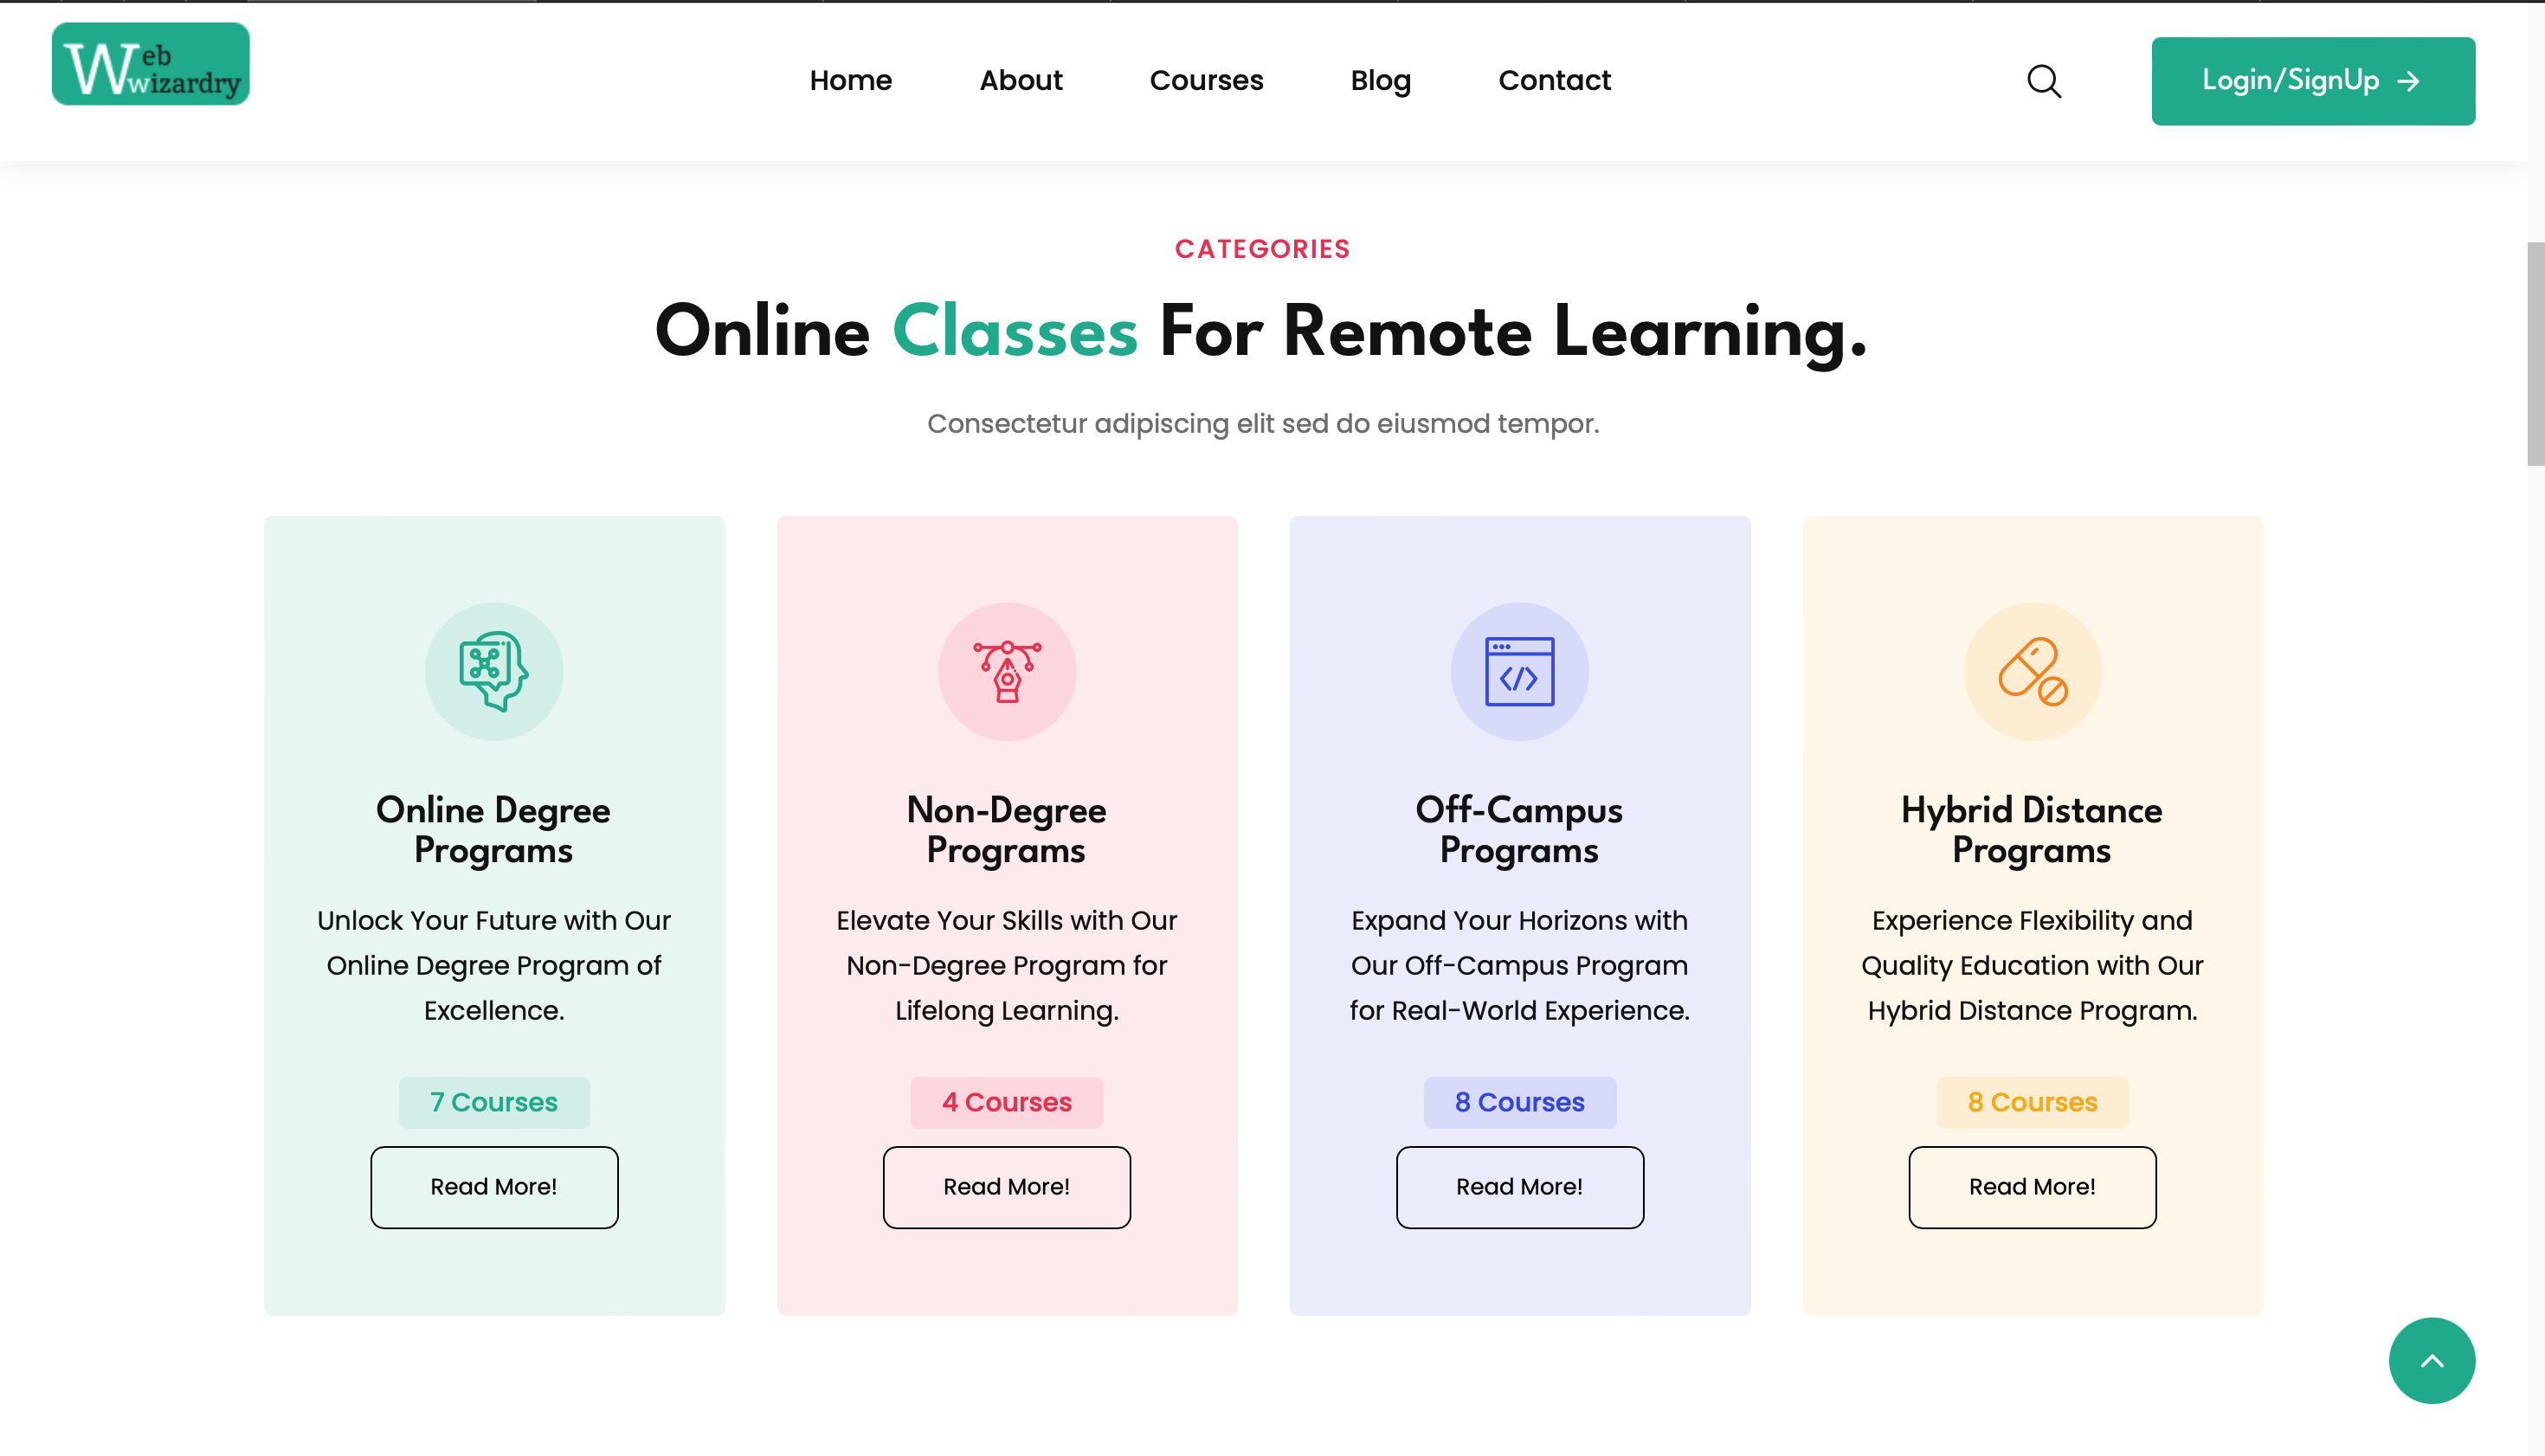 Web
wizardry
Home About Courses Blog Contact
Login/SignUp →
CATEGORIES
Online Classes For Remote Learning.
Consectetur adipiscing elit sed do eiusmod tempor.
Online Degree
Programs
Unlock Your Future with Our
Online Degree Program of
Excellence.
7 Courses
Read More!
Non-Degree
Programs
Elevate Your Skills with Our
Non-Degree Program for
Lifelong Learning.
4 Courses
Read More!
Off-Campus
Programs
Expand Your Horizons with
Our Off-Campus Program
for Real-World Experience.
8 Courses
Read More!
Hybrid Distance
Programs
Experience Flexibility and
Quality Education with Our
Hybrid Distance Program.
8 Courses
Read More!